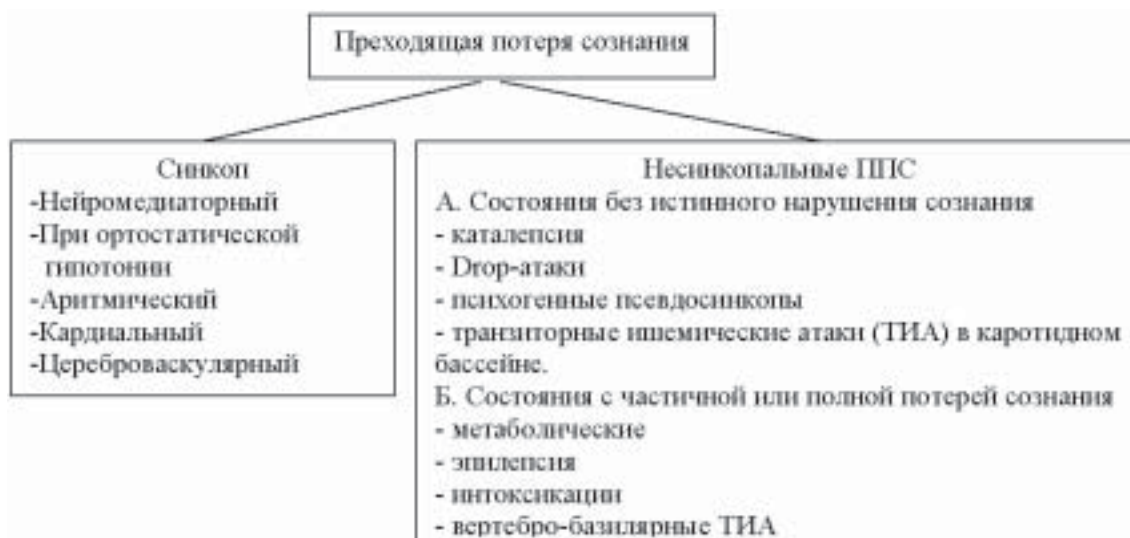 Преходящая потеря сознания
Синкоп
-Нейромедиаторный
-При ортостатической
гипотонии
-Аритмический
-Кардиальный
-Цереброваскулярный
Несинкопальные ППС
А. Состояния без истинного нарушения сознания
- каталепсия
- Drop-атаки
- психогенные псевдосинкопы
- транзиторные ишемические атаки (ТИА) в каротидном
бассейне.
Б. Состояния с частичной или полной потерей сознания
- метаболические
- эпилепсия
- интоксикации
- вертебро-базилярные ТИА